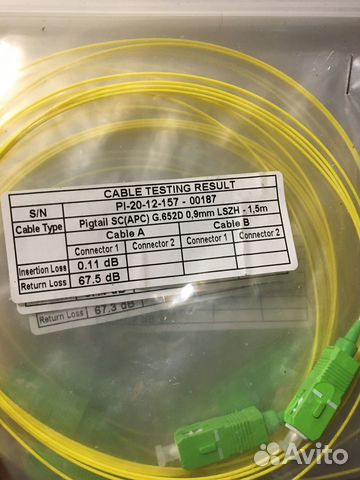 CABLE TESTING RESULT
S/N PI-20-12-157 - 00187
Cable Type Pigtail SC(APC) G.652D 0,9mm LSZH - 1,5m
Cable A Cable B
Connector 1 Connector 2 Connector 1 Connector 2
Insertion Loss 0.11 dB
Return Loss 67.5 dB
Return Loss 67.3 dB
Avito